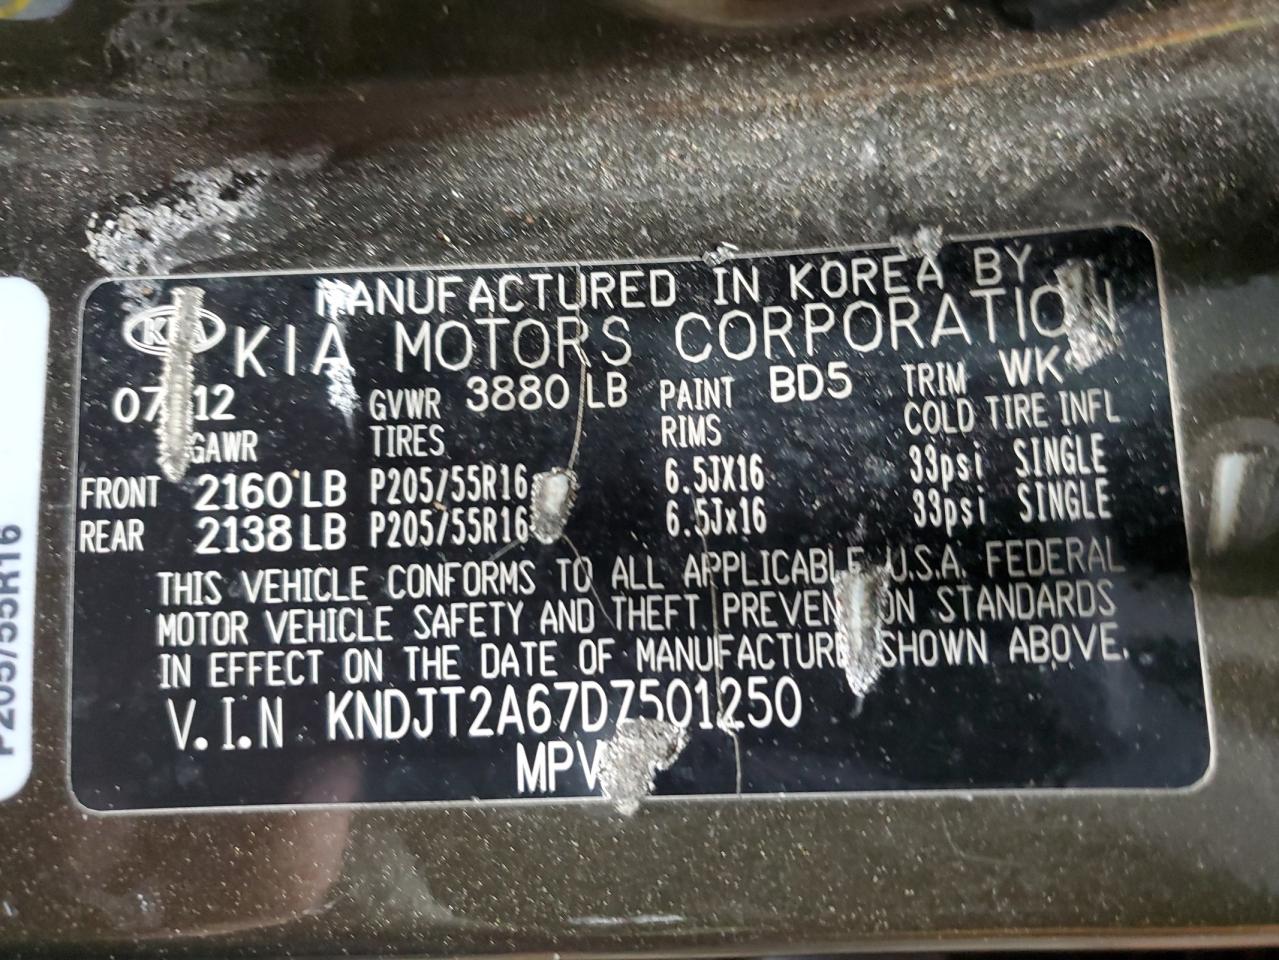 MANUFACTURED IN KOREA BY
KIA KIA MOTORS CORPORATION
07 12 GVWR 3880 LB PAINT BD5 TRIM WK
GAWR TIRES RIMS COLD TIRE INFL
FRONT 2160 LB P205/55R16 6.5JX16 33psi SINGLE
REAR 2138 LB P205/55R16 6.5Jx16 33psi SINGLE
THIS VEHICLE CONFORMS TO ALL APPLICABLE U.S.A. FEDERAL
MOTOR VEHICLE SAFETY AND THEFT PREVENTION STANDARDS
IN EFFECT ON THE DATE OF MANUFACTURE SHOWN ABOVE.
V.I.N KNDJT2A67D7501250
MPV
P205/55R16